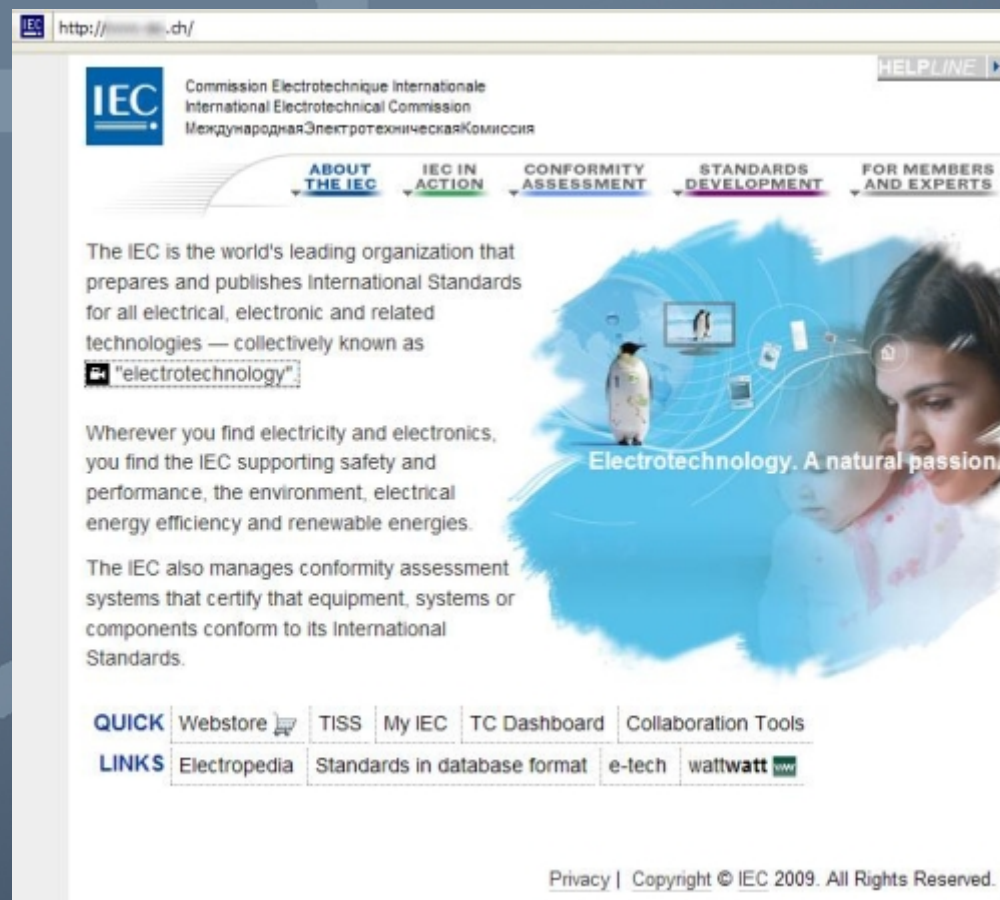 IEC
http:// .ch/
HELPLINE
IEC
Commission Electrotechnique Internationale
International Electrotechnical Commission
МеждународнаяЭлектротехническаяКомиссия
ABOUT THE IEC
IEC IN ACTION
CONFORMITY ASSESSMENT
STANDARDS DEVELOPMENT
FOR MEMBERS AND EXPERTS
The IEC is the world's leading organization that
prepares and publishes International Standards
for all electrical, electronic and related
technologies — collectively known as
"electrotechnology".
Wherever you find electricity and electronics,
you find the IEC supporting safety and
performance, the environment, electrical
energy efficiency and renewable energies.
The IEC also manages conformity assessment
systems that certify that equipment, systems or
components conform to its International
Standards.
Electrotechnology. A natural passion.
QUICK Webstore TISS My IEC TC Dashboard Collaboration Tools
LINKS Electropedia Standards in database format e-tech wattwatt
Privacy | Copyright © IEC 2009. All Rights Reserved.